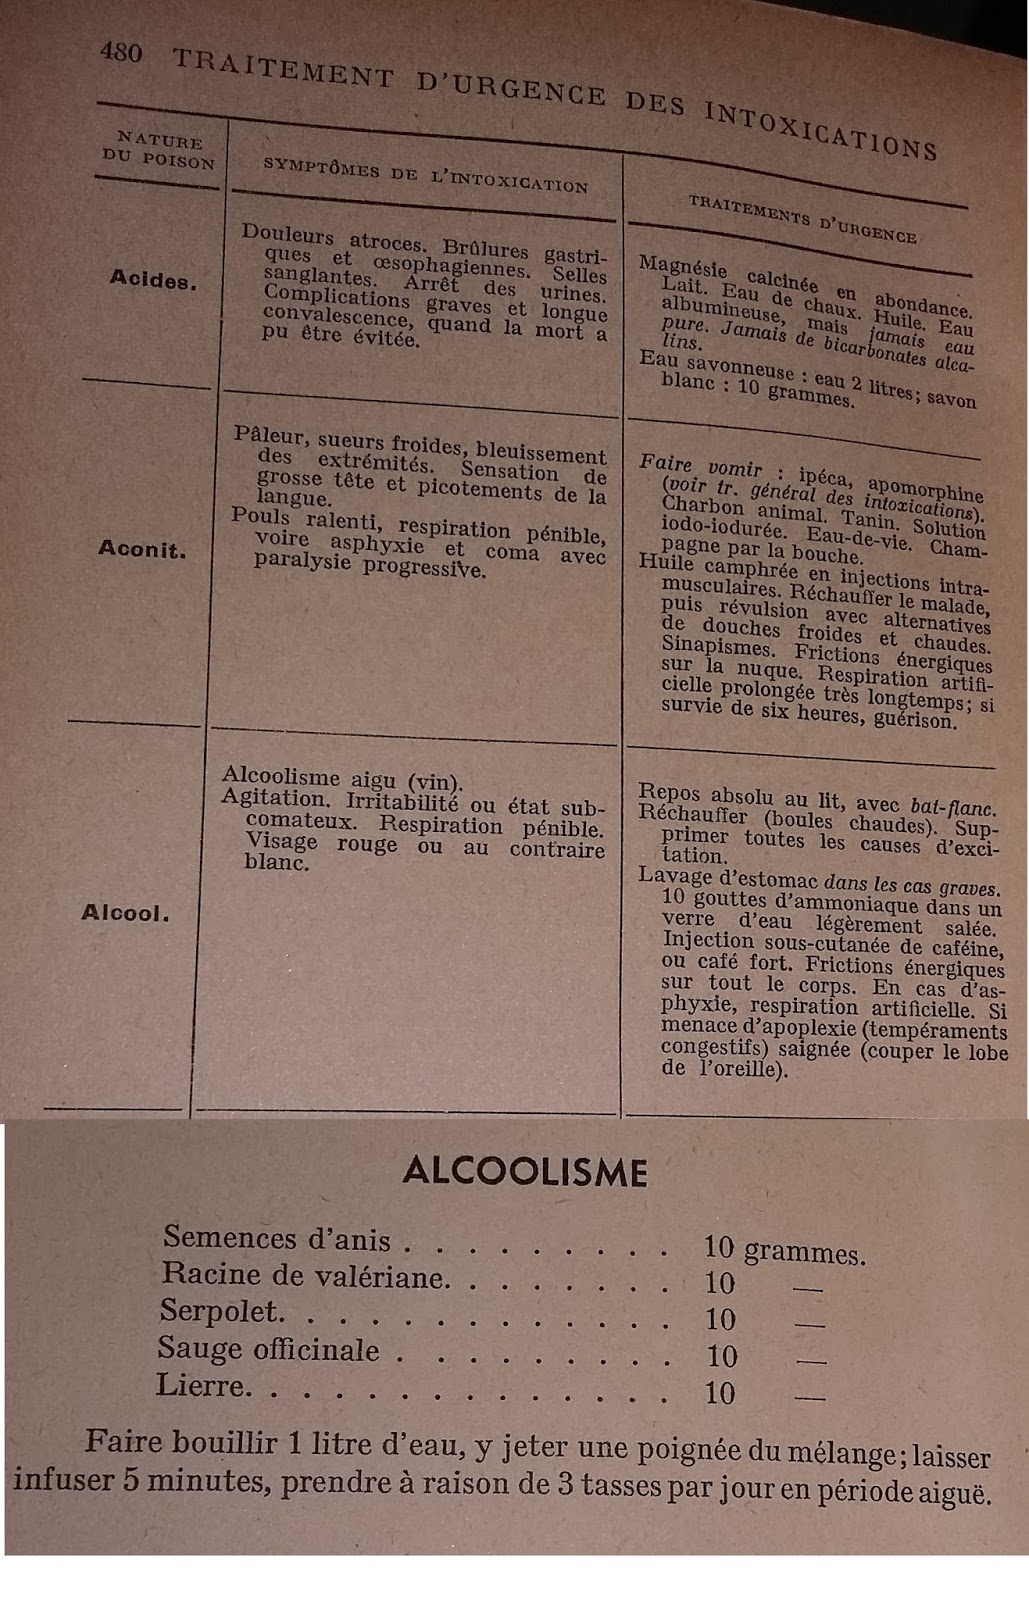 480 TRAITEMENT D'URGENCE DES INTOXICATIONS
NATURE
DU POISON
SYMPTÔMES DE L'INTOXICATION
TRAITEMENTS D'URGENCE
Acides.
Douleurs atroces. Brûlures gastri-
ques et œsophagiennes. Selles
sanglantes. Arrêt des urines.
Complications graves et longue
convalescence, quand la mort a
pu être évitée.
Magnésie calcinée en abondance.
Lait. Eau de chaux. Huile. Eau
albumineuse, mais jamais eau
pure. Jamais de bicarbonates alca-
lins.
Eau savonneuse : eau 2 litres; savon
blanc : 10 grammes.
Aconit.
Pâleur, sueurs froides, bleuissement
des extrémités. Sensation de
grosse tête et picotements de la
langue.
Pouls ralenti, respiration pénible,
voire asphyxie et coma avec
paralysie progressive.
Faire vomir : ipéca, apomorphine
(voir tr. général des intoxications).
Charbon animal. Tanin. Solution
iodo-iodurée. Eau-de-vie. Cham-
pagne par la bouche.
Huile camphrée en injections intra-
musculaires. Réchauffer le malade,
puis révulsion avec alternatives
de douches froides et chaudes.
Sinapismes. Frictions énergiques
sur la nuque. Respiration artifi-
cielle prolongée très longtemps; si
survie de six heures, guérison.
Alcool.
Alcoolisme aigu (vin).
Agitation. Irritabilité ou état sub-
comateux. Respiration pénible.
Visage rouge ou au contraire
blanc.
Repos absolu au lit, avec bat-flanc.
Réchauffer (boules chaudes). Sup-
primer toutes les causes d'exci-
tation.
Lavage d'estomac dans les cas graves.
10 gouttes d'ammoniaque dans un
verre d'eau légèrement salée.
Injection sous-cutanée de caféine,
ou café fort. Frictions énergiques
sur tout le corps. En cas d'as-
phyxie, respiration artificielle. Si
menace d'apoplexie (tempéraments
congestifs) saignée (couper le lobe
de l'oreille).
ALCOOLISME
Semences d'anis . . . . . . . . . . 10 grammes.
Racine de valériane. . . . . . . . 10 —
Serpolet. . . . . . . . . . . . . . 10 —
Sauge officinale . . . . . . . . . . 10 —
Lierre. . . . . . . . . . . . . . . 10 —
Faire bouillir 1 litre d'eau, y jeter une poignée du mélange; laisser
infuser 5 minutes, prendre à raison de 3 tasses par jour en période aiguë.